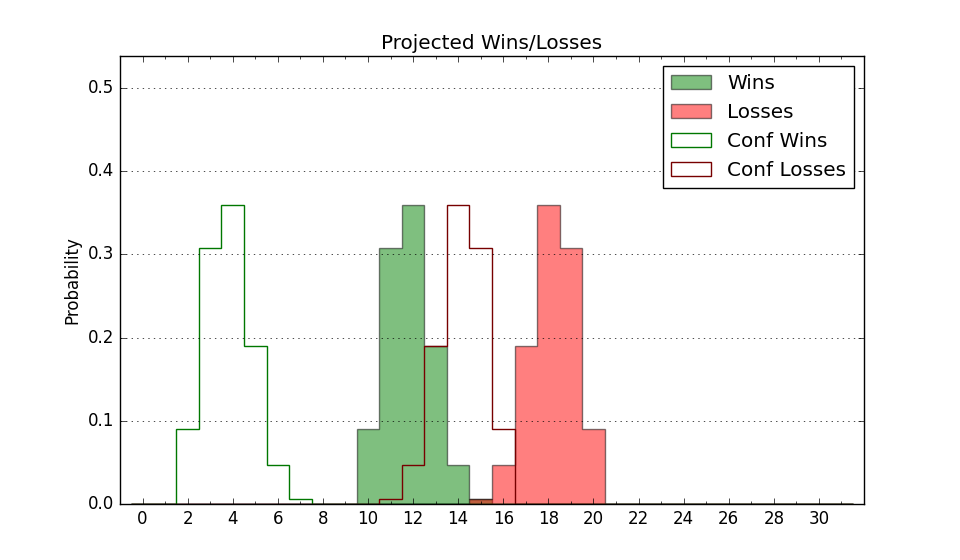 Projected Wins/Losses
Wins
Losses
Conf Wins
Conf Losses
Probability
0.5
0.4
0.3
0.2
0.1
0.0
0 2 4 6 8 10 12 14 16 18 20 22 24 26 28 30